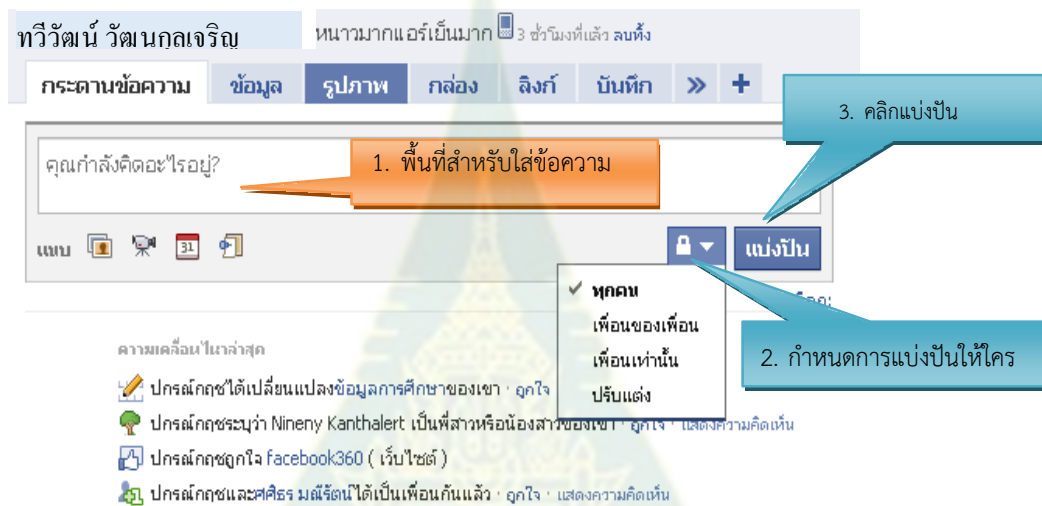 ทวีวัฒน์ วัฒนกุลเจริญ
หนาวมากแอร์เย็นมาก 3 ชั่วโมงที่แล้ว ลบทิ้ง
กระดานข้อความ ข้อมูล รูปภาพ กล่อง ลิงก์ บันทึก » +
3. คลิกแบ่งปัน
คุณกำลังคิดอะไรอยู่?
1. พื้นที่สำหรับใส่ข้อความ
แนบ 31 แบ่งปัน
ทุกคน
เพื่อนของเพื่อน
เพื่อนเท่านั้น
ปรับแต่ง
2. กำหนดการแบ่งปันให้ใคร
ความเคลื่อนไหวล่าสุด
ปกรณ์กฤชได้เปลี่ยนแปลงข้อมูลการศึกษาของเขา · ถูกใจ
ปกรณ์กฤชระบุว่า Nineny Kanthalert เป็นพี่สาวหรือน้องสาวของเขา · ถูกใจ · แสดงความคิดเห็น
ปกรณ์กฤชถูกใจ facebook360 ( เว็บไซต์ )
ปกรณ์กฤชและศศิธร มณีรัตน์ได้เป็นเพื่อนกันแล้ว · ถูกใจ · แสดงความคิดเห็น